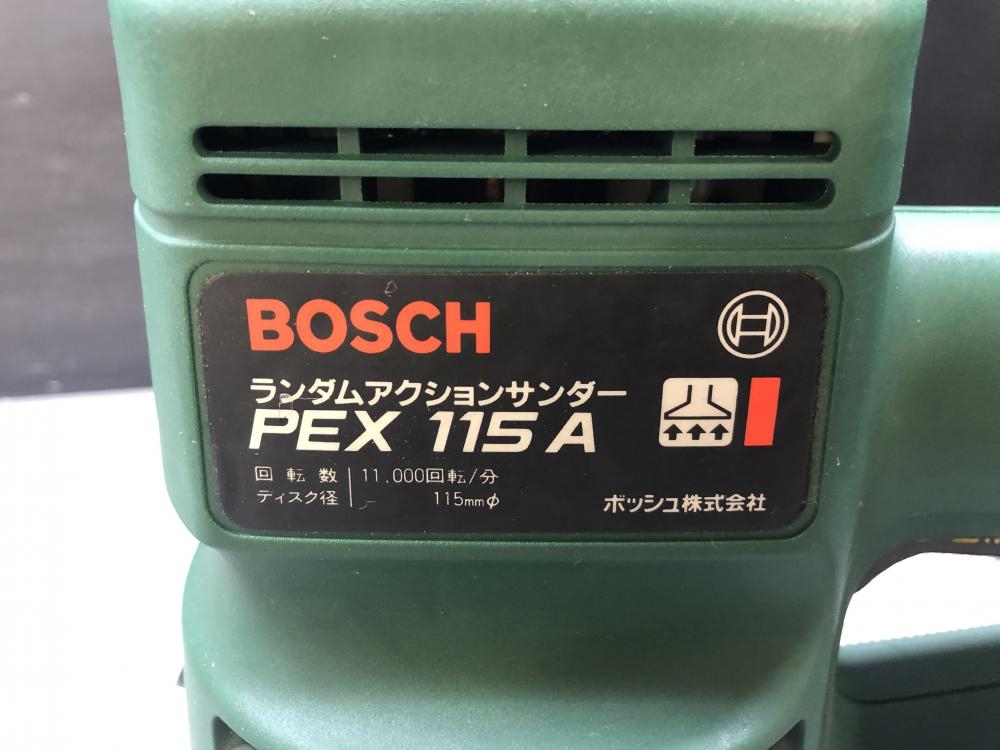 BOSCH
ランダムアクションサンダー
PEX 115 A
回転数 11.000回転/分
ディスク径 115mmφ
ボッシュ株式会社